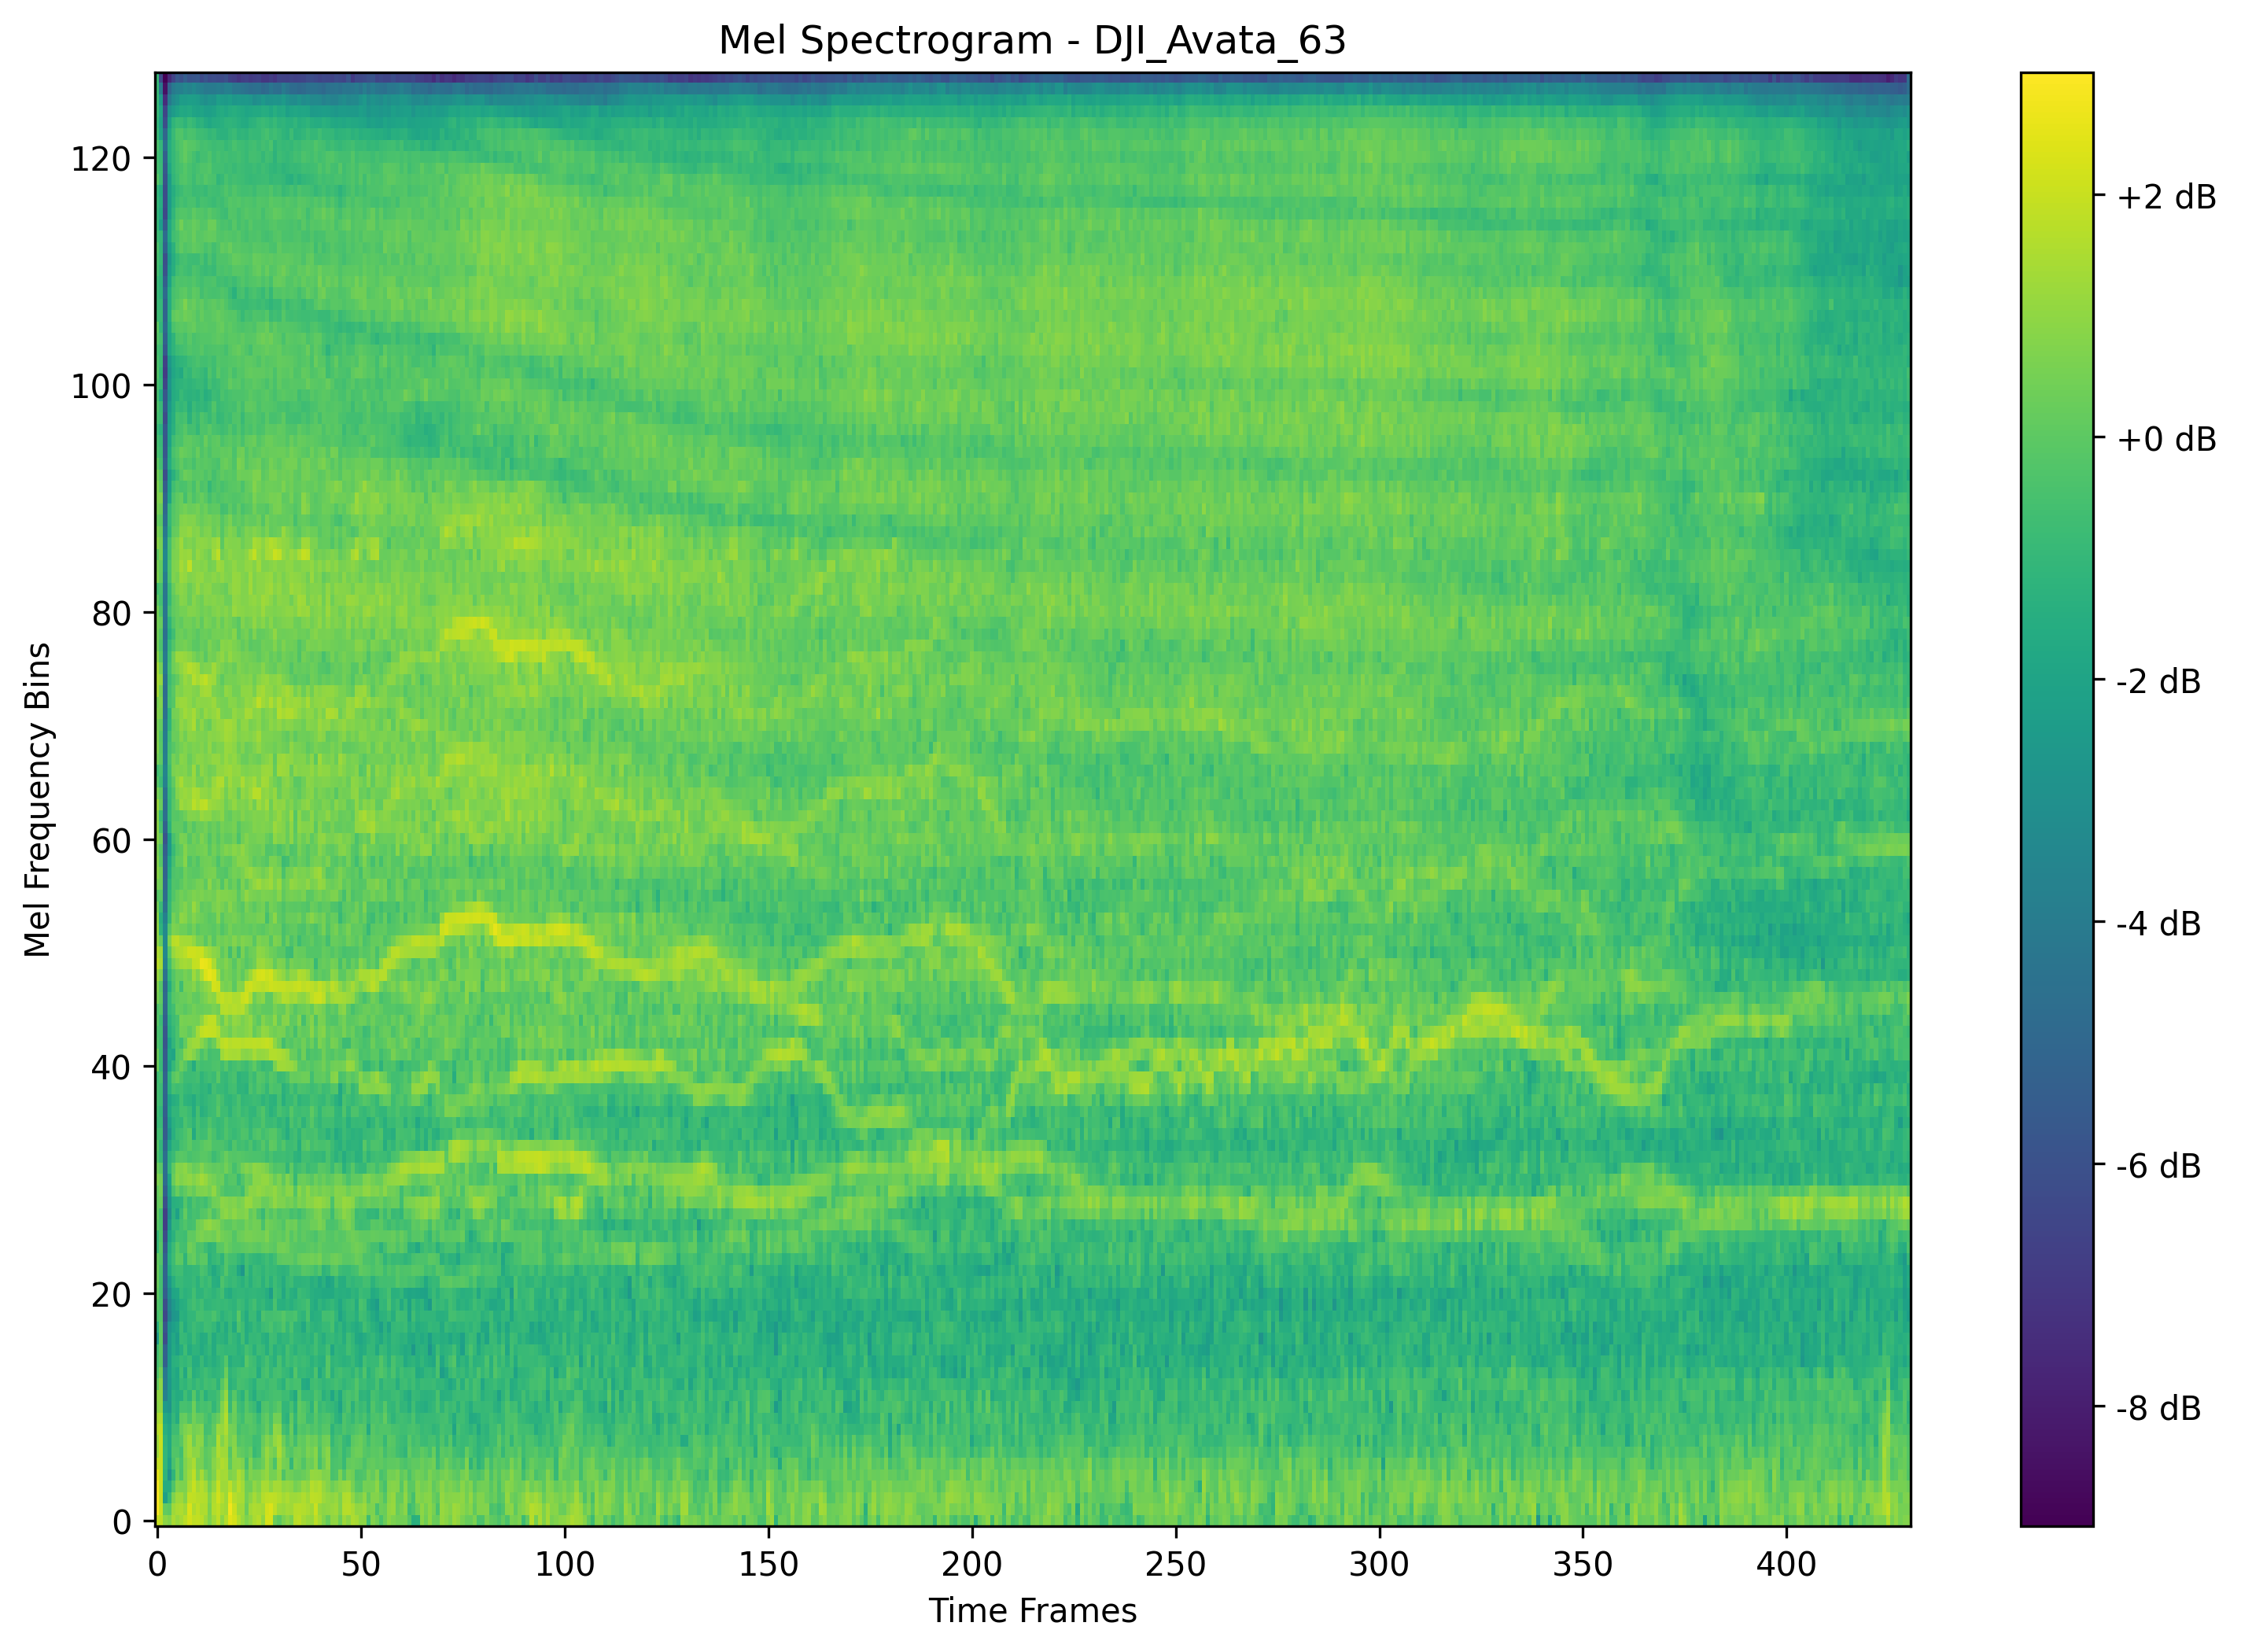 Mel Spectrogram - DJI_Avata_63
Mel Frequency Bins
120
100
80
60
40
20
0
0 50 100 150 200 250 300 350 400
Time Frames
+2 dB
+0 dB
-2 dB
-4 dB
-6 dB
-8 dB